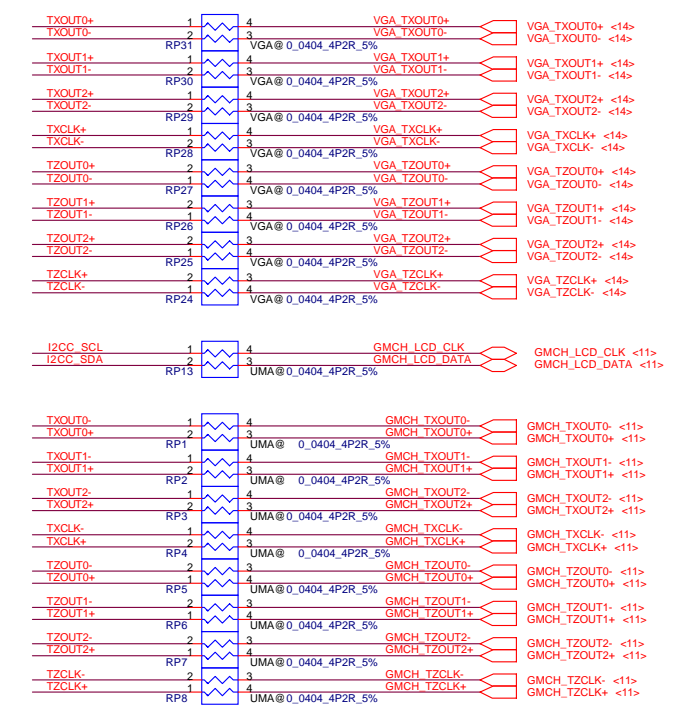 TXOUT0+ 1 4 VGA_TXOUT0+ VGA_TXOUT0+ <14>
TXOUT0- 2 3 VGA_TXOUT0- VGA_TXOUT0- <14>
RP31 VGA@ 0_0404_4P2R_5%
TXOUT1+ 1 4 VGA_TXOUT1+ VGA_TXOUT1+ <14>
TXOUT1- 2 3 VGA_TXOUT1- VGA_TXOUT1- <14>
RP30 VGA@ 0_0404_4P2R_5%
TXOUT2+ 1 4 VGA_TXOUT2+ VGA_TXOUT2+ <14>
TXOUT2- 2 3 VGA_TXOUT2- VGA_TXOUT2- <14>
RP29 VGA@ 0_0404_4P2R_5%
TXCLK+ 1 4 VGA_TXCLK+ VGA_TXCLK+ <14>
TXCLK- 2 3 VGA_TXCLK- VGA_TXCLK- <14>
RP28 VGA@ 0_0404_4P2R_5%
TZOUT0+ 2 3 VGA_TZOUT0+ VGA_TZOUT0+ <14>
TZOUT0- 1 4 VGA_TZOUT0- VGA_TZOUT0- <14>
RP27 VGA@ 0_0404_4P2R_5%
TZOUT1+ 2 3 VGA_TZOUT1+ VGA_TZOUT1+ <14>
TZOUT1- 1 4 VGA_TZOUT1- VGA_TZOUT1- <14>
RP26 VGA@ 0_0404_4P2R_5%
TZOUT2+ 2 3 VGA_TZOUT2+ VGA_TZOUT2+ <14>
TZOUT2- 1 4 VGA_TZOUT2- VGA_TZOUT2- <14>
RP25 VGA@ 0_0404_4P2R_5%
TZCLK+ 2 3 VGA_TZCLK+ VGA_TZCLK+ <14>
TZCLK- 1 4 VGA_TZCLK- VGA_TZCLK- <14>
RP24 VGA@ 0_0404_4P2R_5%
I2CC_SCL 1 4 GMCH_LCD_CLK GMCH_LCD_CLK <11>
I2CC_SDA 2 3 GMCH_LCD_DATA GMCH_LCD_DATA <11>
RP13 UMA@ 0_0404_4P2R_5%
TXOUT0- 1 4 GMCH_TXOUT0- GMCH_TXOUT0- <11>
TXOUT0+ 2 3 GMCH_TXOUT0+ GMCH_TXOUT0+ <11>
RP1 UMA@ 0_0404_4P2R_5%
TXOUT1- 1 4 GMCH_TXOUT1- GMCH_TXOUT1- <11>
TXOUT1+ 2 3 GMCH_TXOUT1+ GMCH_TXOUT1+ <11>
RP2 UMA@ 0_0404_4P2R_5%
TXOUT2- 1 4 GMCH_TXOUT2- GMCH_TXOUT2- <11>
TXOUT2+ 2 3 GMCH_TXOUT2+ GMCH_TXOUT2+ <11>
RP3 UMA@ 0_0404_4P2R_5%
TXCLK- 1 4 GMCH_TXCLK- GMCH_TXCLK- <11>
TXCLK+ 2 3 GMCH_TXCLK+ GMCH_TXCLK+ <11>
RP4 UMA@ 0_0404_4P2R_5%
TZOUT0- 2 3 GMCH_TZOUT0- GMCH_TZOUT0- <11>
TZOUT0+ 1 4 GMCH_TZOUT0+ GMCH_TZOUT0+ <11>
RP5 UMA@ 0_0404_4P2R_5%
TZOUT1- 2 3 GMCH_TZOUT1- GMCH_TZOUT1- <11>
TZOUT1+ 1 4 GMCH_TZOUT1+ GMCH_TZOUT1+ <11>
RP6 UMA@ 0_0404_4P2R_5%
TZOUT2- 2 3 GMCH_TZOUT2- GMCH_TZOUT2- <11>
TZOUT2+ 1 4 GMCH_TZOUT2+ GMCH_TZOUT2+ <11>
RP7 UMA@ 0_0404_4P2R_5%
TZCLK- 2 3 GMCH_TZCLK- GMCH_TZCLK- <11>
TZCLK+ 1 4 GMCH_TZCLK+ GMCH_TZCLK+ <11>
RP8 UMA@ 0_0404_4P2R_5%